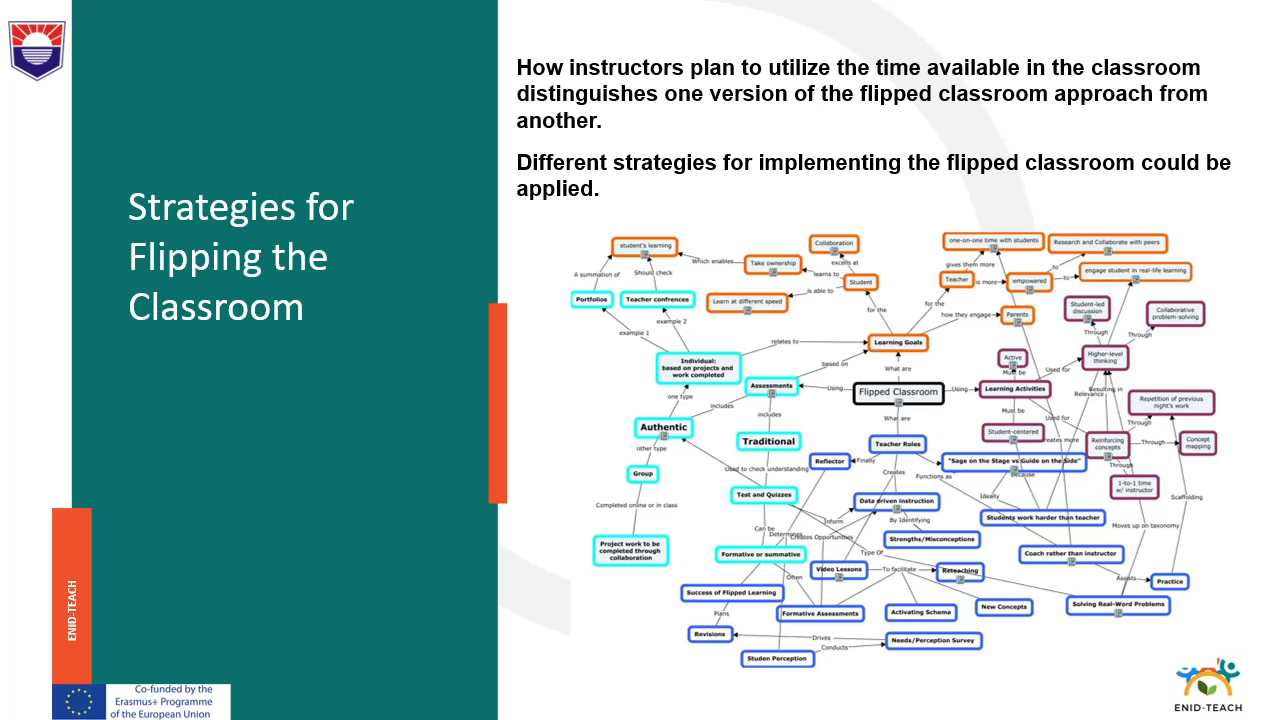 Strategies for
Flipping the
Classroom
ENID-TEACH
Co-funded by the
Erasmus+ Programme
of the European Union
How instructors plan to utilize the time available in the classroom
distinguishes one version of the flipped classroom approach from
another.
Different strategies for implementing the flipped classroom could be
applied.
student's learning
Collaboration
one-on-one time with students
Research and Collaborate with peers
Which enables
Take ownership
excels at
gives them more
to
engage student in real-life learning
A summation of
Should check
learns to
Student
Teacher
is more
empowered
to
Portfolios
Teacher confrences
Learn at different speed
is able to
for the
for the
how they engage
Parents
Student-led
discussion
Collaborative
problem-solving
example 1
example 2
relates to
Learning Goals
Through
Through
Individual:
based on projects and
work completed
based on
What are
Active
Must be
Used for
Higher-level
thinking
Assessments
Using
Flipped Classroom
Using
Learning Activities
Relevance
Resulting in
one type
includes
includes
What are
Must be
Used for
Repetition of previous
night's work
Authentic
Traditional
Teacher Roles
Student-centered
creates more
Reinforcing
concepts
Through
Through
Concept
mapping
other type
Used to check understanding
Reflector
Finally
"Sage on the Stage vs Guide on the Side"
Through
Group
Creates
Functions as
Because
1-to-1 time
w/ instructor
Test and Quizzes
Data driven instruction
Ideally
Scaffolding
Completed online or in class
Can be
Determines
Inform
By Identifying
Students work harder than teacher
Moves up on taxonomy
Creates Opportunities
Strengths/Misconceptions
Project work to be
completed through
collaboration
Formative or summative
Type Of
Coach rather than instructor
Often
Video Lessons
To facilitate
Reteaching
Assists
Practice
Success of Flipped Learning
Plans
Formative Assessments
Activating Schema
New Concepts
Solving Real-Word Problems
Revisions
Drives
Needs/Perception Survey
Studen Perception
Conducts
ENID-TEACH